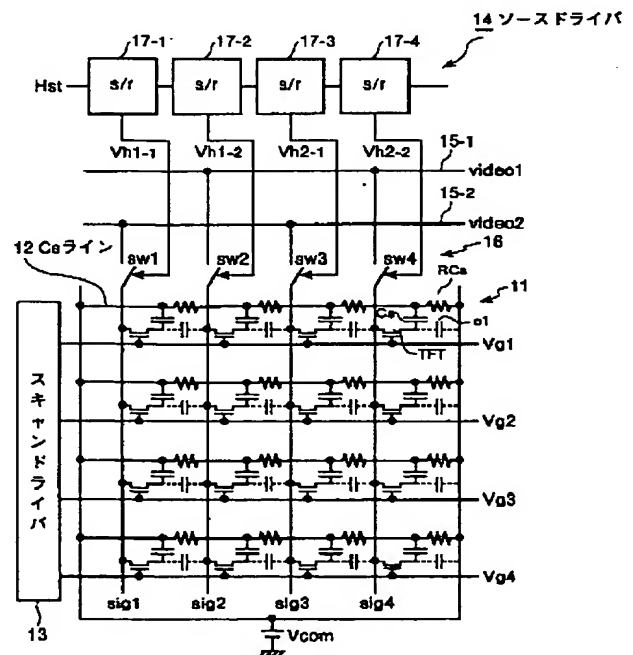 14 ソースドライバ
17-1 17-2 17-3 17-4
Hst s/r s/r s/r s/r
15-1
Vh1-1 Vh1-2 Vh2-1 Vh2-2
video1
15-2
video2
12 Csライン
sw1 sw2 sw3 sw4
16
RCs
11
Cs
c1
TFT
Vg1
Vg2
スキャンドライバ
Vg3
Vg4
sig1 sig2 sig3 sig4
13
Vcom